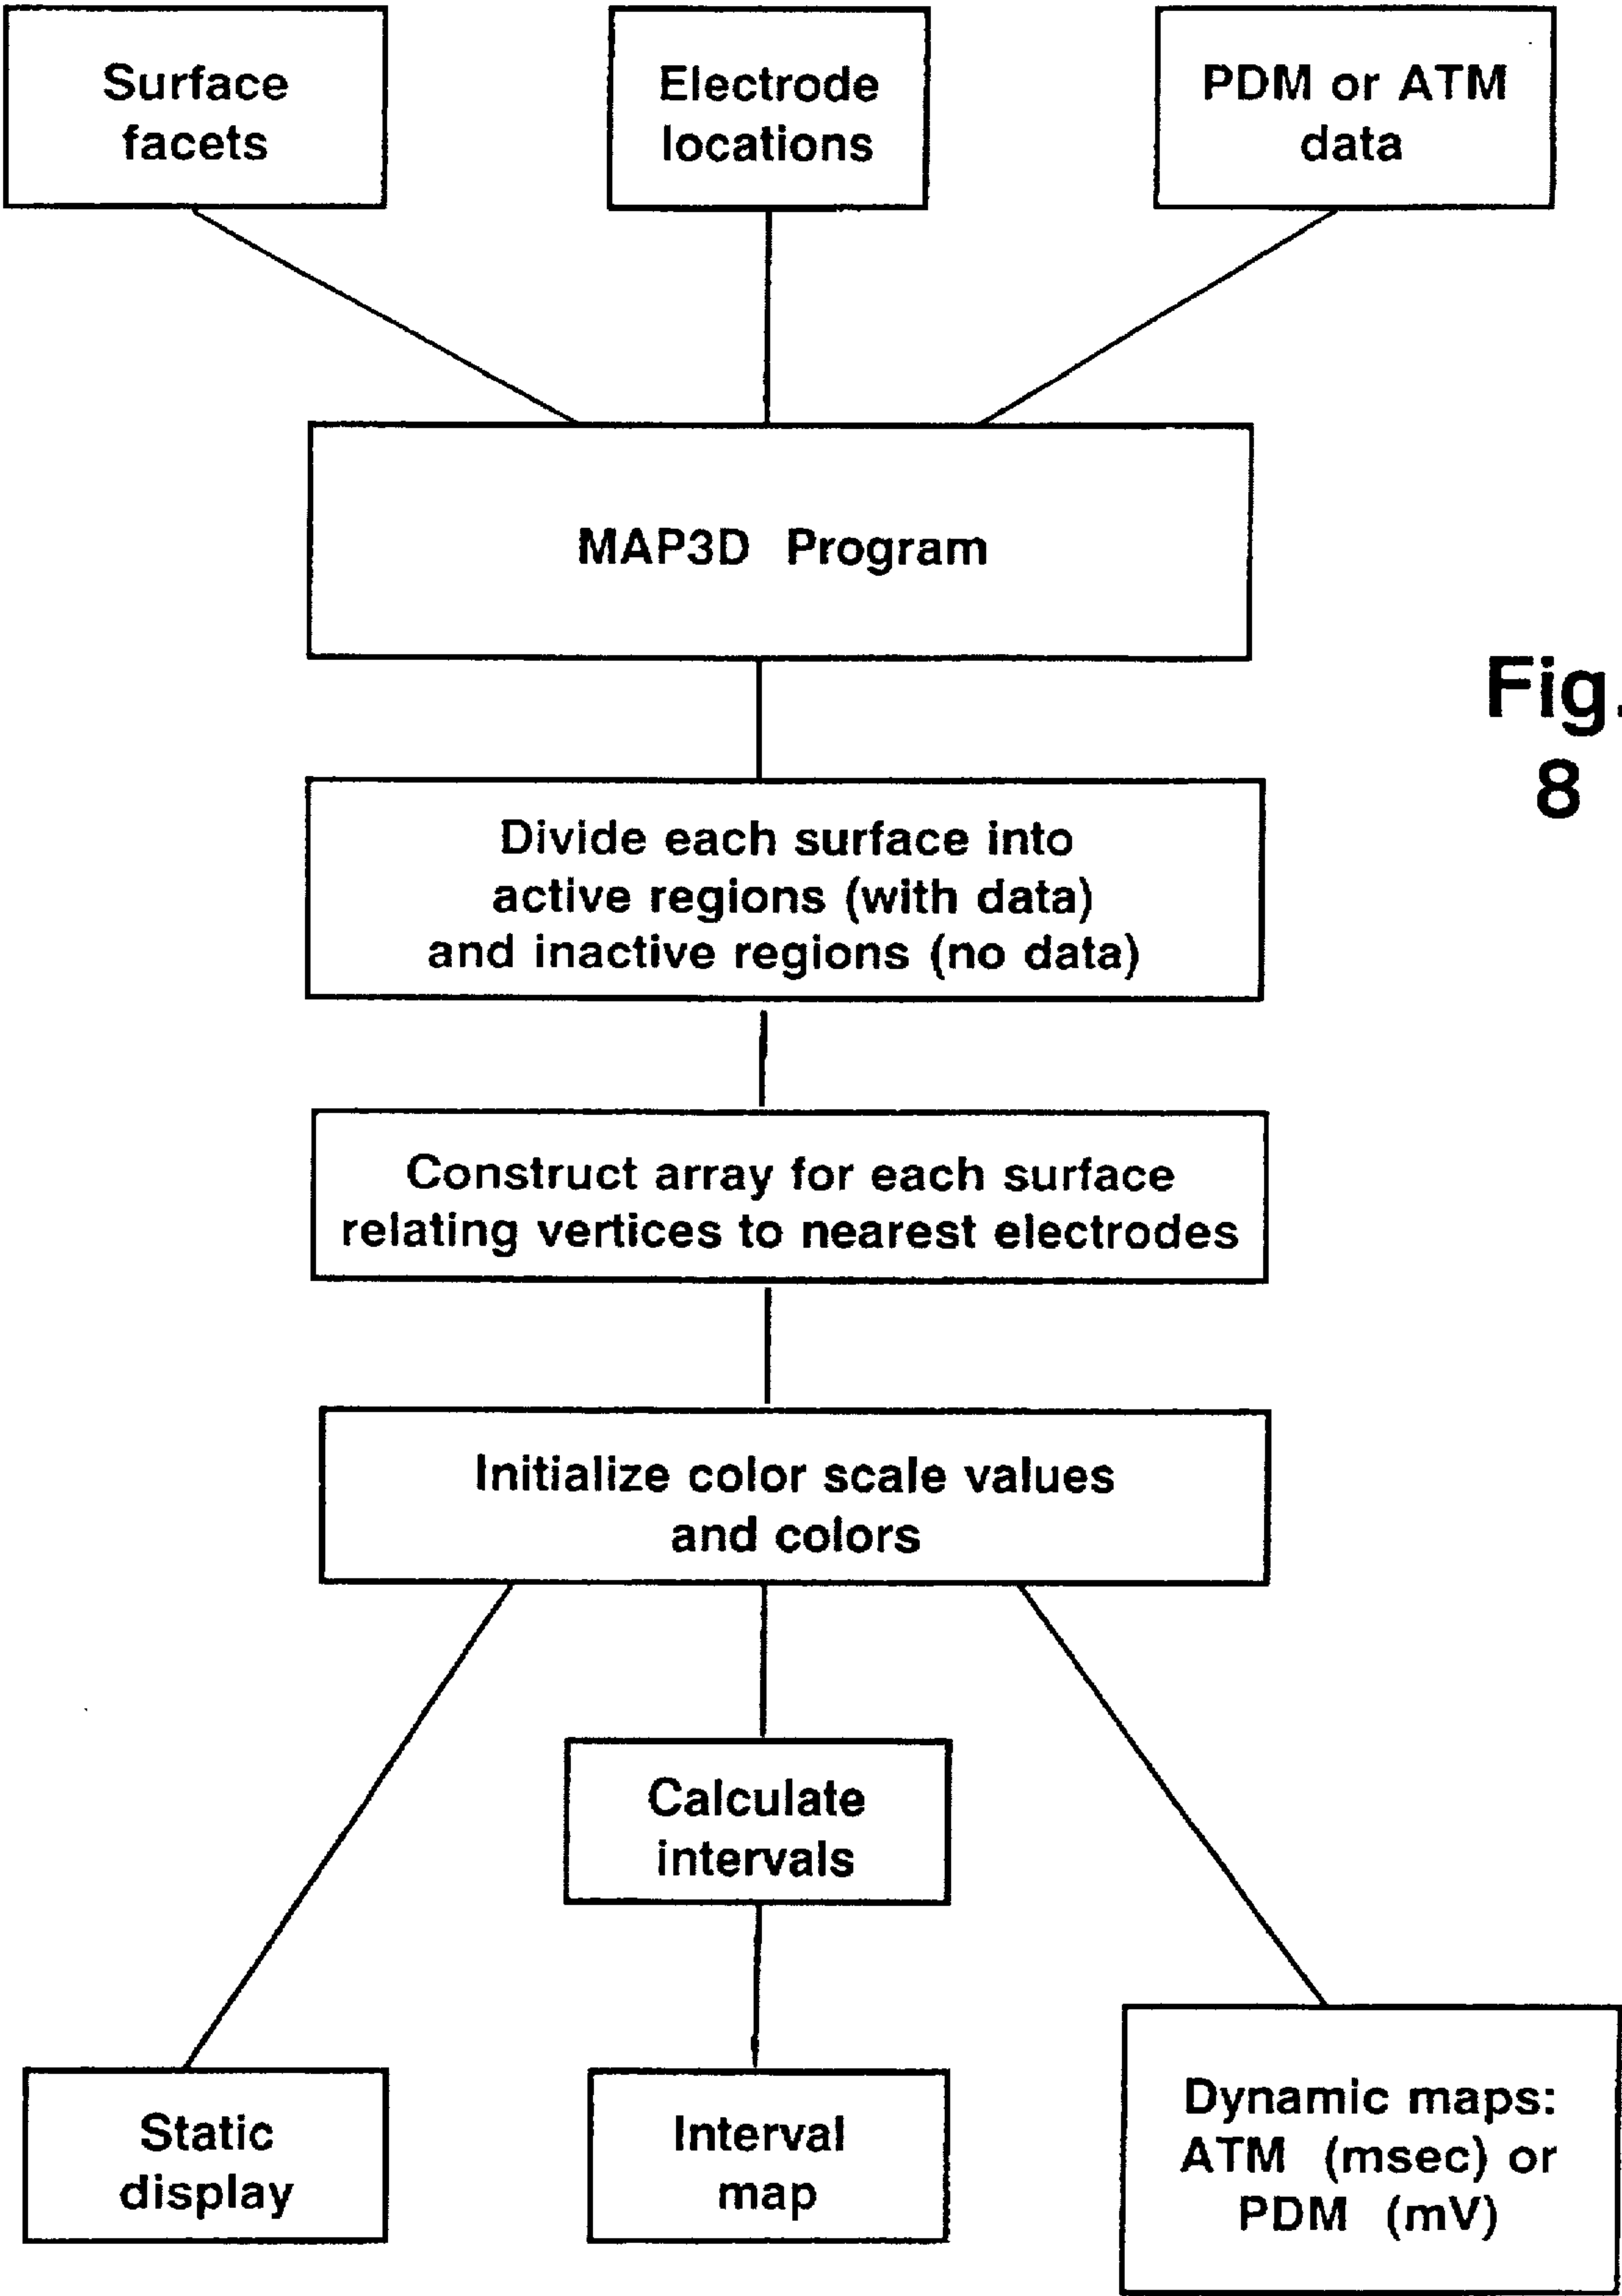 Surface
facets
Electrode
locations
PDM or ATM
data
MAP3D Program
Fig.
8
Divide each surface into
active regions (with data)
and inactive regions (no data)
Construct array for each surface
relating vertices to nearest electrodes
Initialize color scale values
and colors
Calculate
intervals
Static
display
Interval
map
Dynamic maps:
ATM (msec) or
PDM (mV)